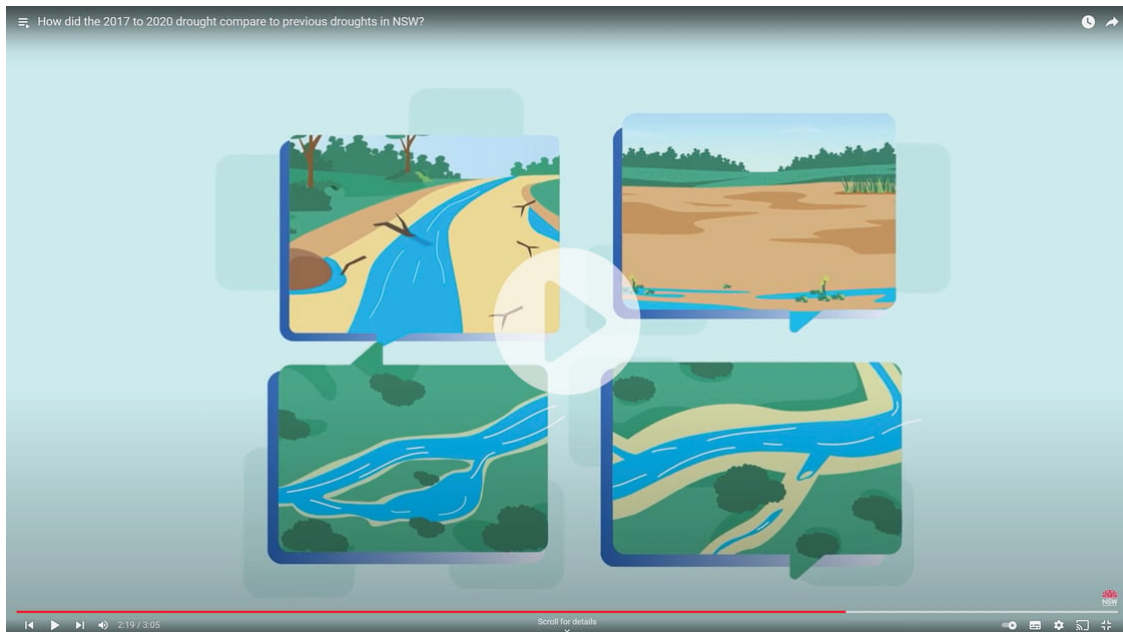 How did the 2017 to 2020 drought compare to previous droughts in NSW?
NSW
2:19 / 3:05
Scroll for details